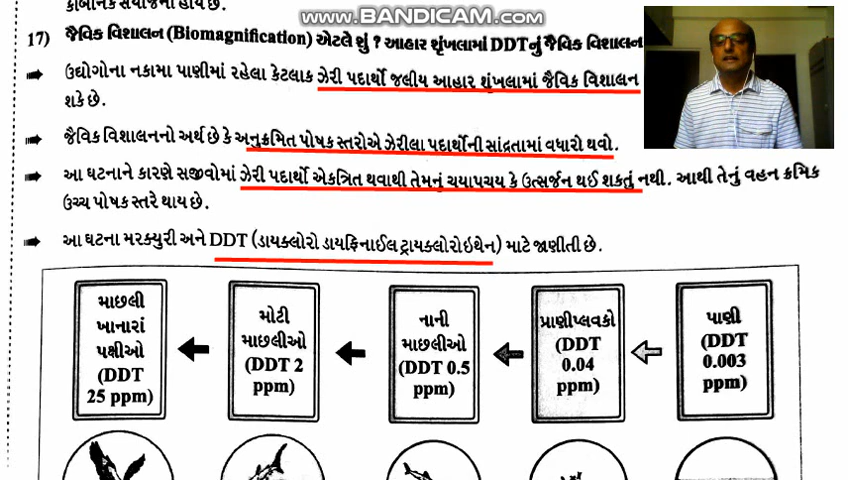 કાર્બનિક સંયોજનો હોય છે.
www.BANDICAM.com
17) જૈવિક વિશાલન (Biomagnification) એટલે શું ? આહાર શૃંખલામાં DDTનું જૈવિક વિશાલન
ઉદ્યોગોના નકામા પાણીમાં રહેલા કેટલાક ઝેરી પદાર્થો જલીય આહાર શૃંખલામાં જૈવિક વિશાલન
શકે છે.
જૈવિક વિશાલનનો અર્થ છે કે અનુક્રમિત પોષક સ્તરોએ ઝેરીલા પદાર્થોની સાંદ્રતામાં વધારો થવો.
આ ઘટનાને કારણે સજીવોમાં ઝેરી પદાર્થો એકત્રિત થવાથી તેમનું ચયાપચય કે ઉત્સર્જન થઈ શકતું નથી. આથી તેનું વહન ક્રમિક
ઉચ્ચ પોષક સ્તરે થાય છે.
આ ઘટના મરક્યુરી અને DDT (ડાયક્લોરો ડાયફિનાઈલ ટ્રાયક્લોરોઇથેન) માટે જાણીતી છે.
માછલી
ખાનારાં
પક્ષીઓ
(DDT
25 ppm)
મોટી
માછલીઓ
(DDT 2
ppm)
નાની
માછલીઓ
(DDT 0.5
ppm)
પ્રાણીપ્લવકો
(DDT
0.04
ppm)
પાણી
(DDT
0.003
ppm)